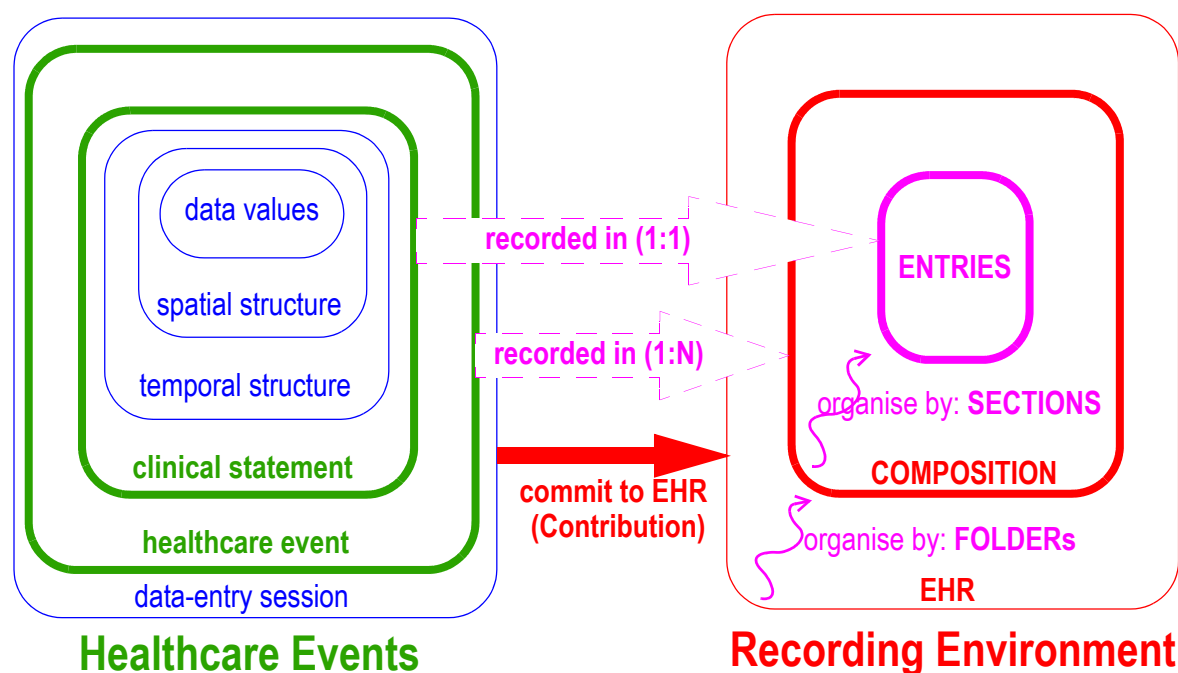 data values
spatial structure
temporal structure
clinical statement
healthcare event
data-entry session
Healthcare Events
recorded in (1:1)
recorded in (1:N)
commit to EHR
(Contribution)
ENTRIES
organise by: SECTIONS
COMPOSITION
organise by: FOLDERs
EHR
Recording Environment